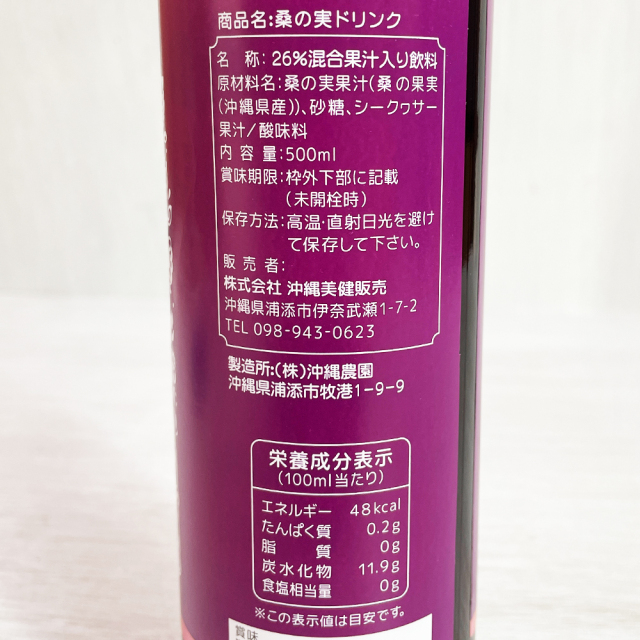 商品名:桑の実ドリンク
名 称:26%混合果汁入り飲料
原材料名:桑の実果汁(桑の果実
(沖縄県産))、砂糖、シークヮサー
果汁/酸味料
内 容 量:500ml
賞味期限:枠外下部に記載
(未開栓時)
保存方法:高温・直射日光を避け
て保存して下さい。
販 売 者:
株式会社 沖縄美健販売
沖縄県浦添市伊奈武瀬1-7-2
TEL 098-943-0623
製造所:(株)沖縄農園
沖縄県浦添市牧港1-9-9
栄養成分表示
(100ml当たり)
エネルギー 48kcal
たんぱく質 0.2g
脂 質 0g
炭水化物 11.9g
食塩相当量 0g
※この表示値は目安です。
賞味